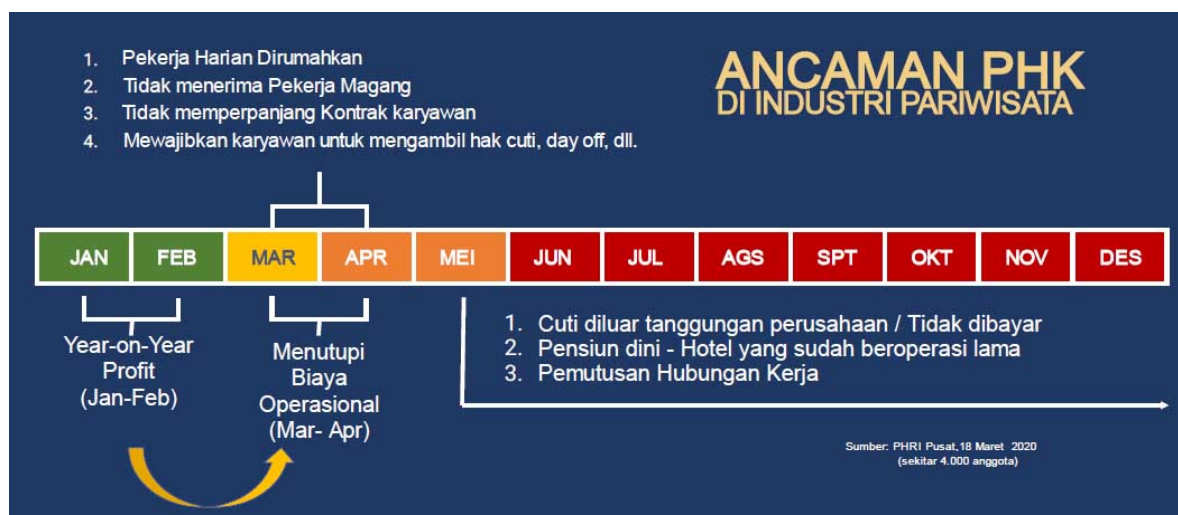 ANCAMAN PHK
DI INDUSTRI PARIWISATA
1. Pekerja Harian Dirumahkan
2. Tidak menerima Pekerja Magang
3. Tidak memperpanjang Kontrak karyawan
4. Mewajibkan karyawan untuk mengambil hak cuti, day off, dll.
JAN FEB MAR APR MEI JUN JUL AGS SPT OKT NOV DES
Year-on-Year
Profit
(Jan-Feb)
Menutupi
Biaya
Operasional
(Mar- Apr)
1. Cuti diluar tanggungan perusahaan / Tidak dibayar
2. Pensiun dini - Hotel yang sudah beroperasi lama
3. Pemutusan Hubungan Kerja
Sumber: PHRI Pusat,18 Maret 2020
(sekitar 4.000 anggota)